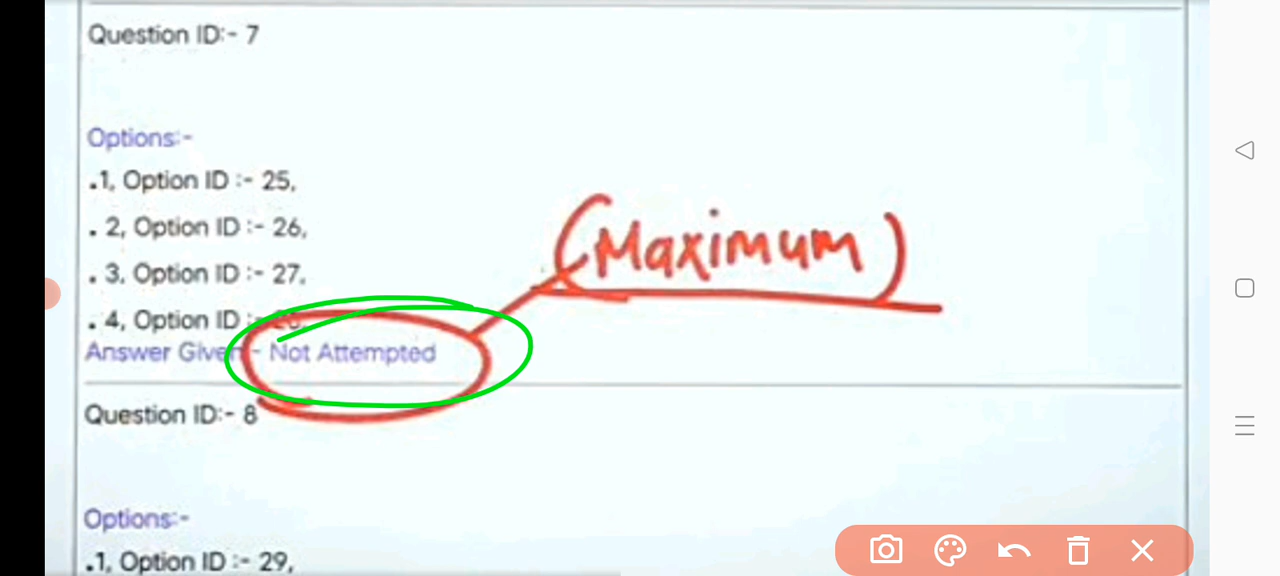 Question ID:- 7
Options:-
.1, Option ID :- 25,
. 2, Option ID :- 26,
. 3, Option ID :- 27,
(Maximum)
. 4, Option ID :- 28,
Answer Given - Not Attempted
Question ID:- 8
Options:-
.1, Option ID :- 29,